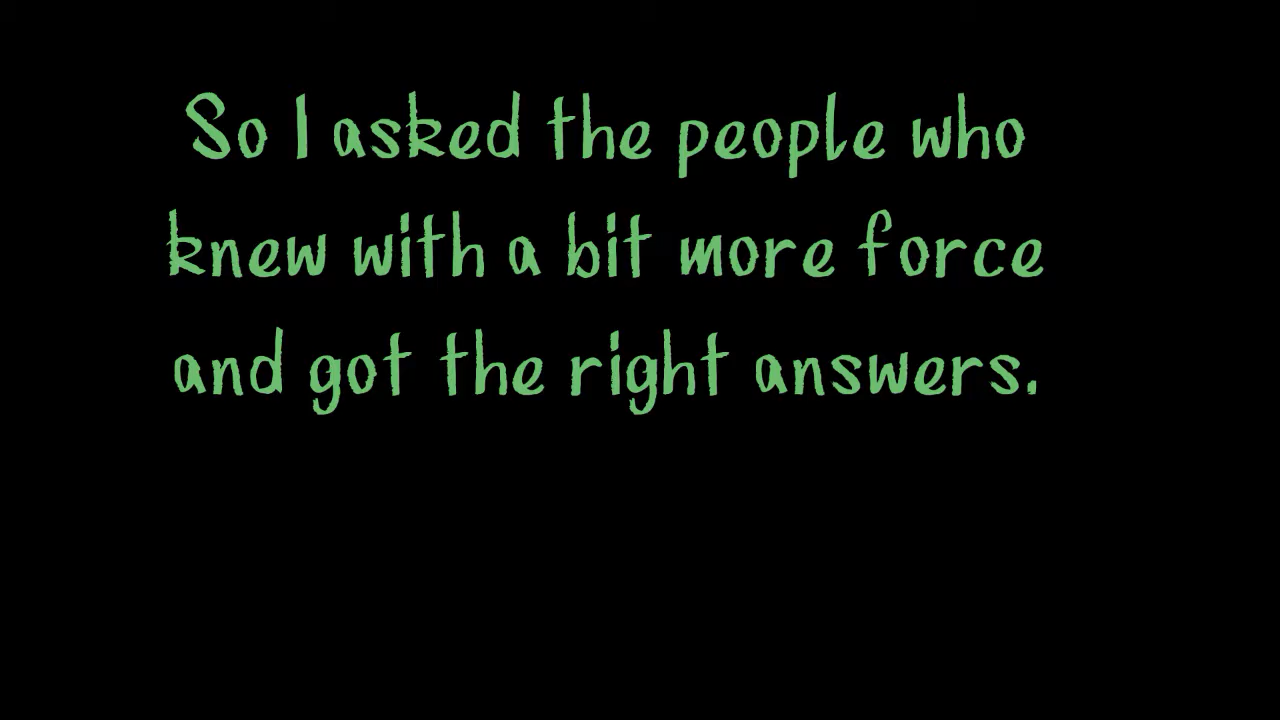 So I asked the people who
knew with a bit more force
and got the right answers.